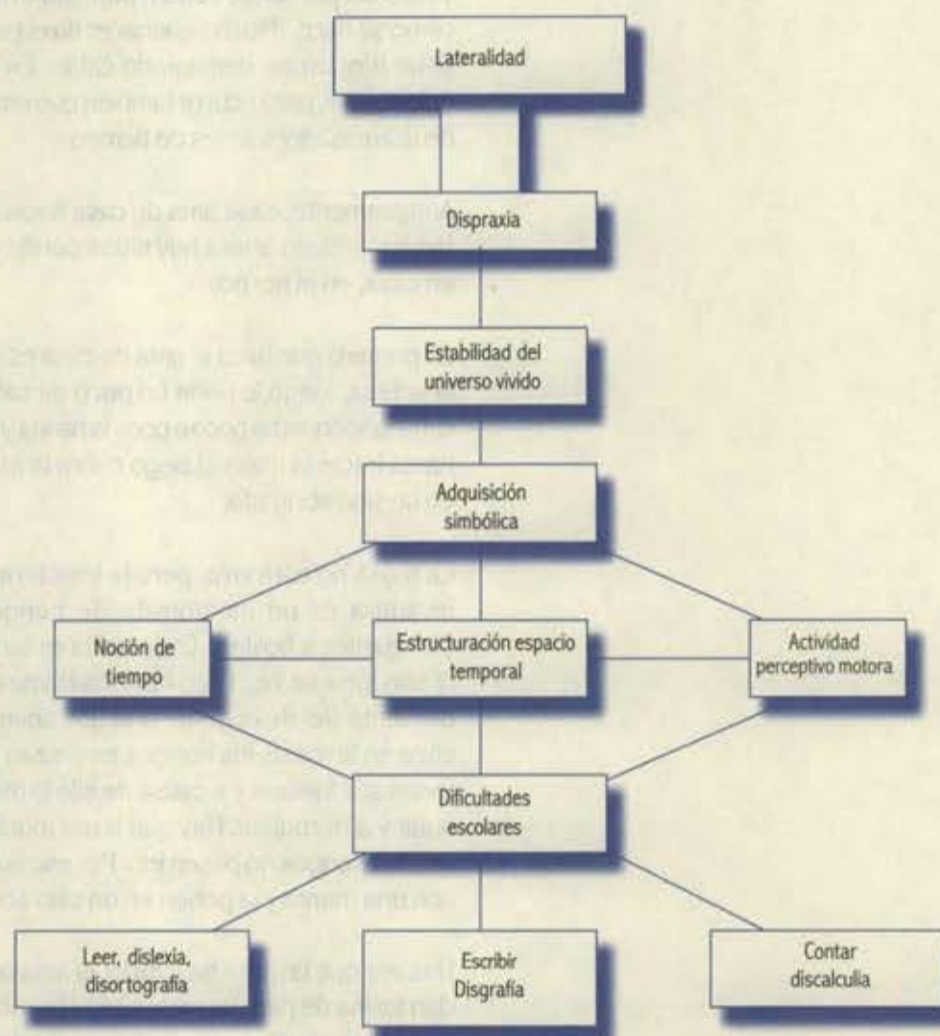 Lateralidad
Dispraxia
Estabilidad del
universo vívido
Adquisición
simbólica
Noción de
tiempo
Estructuración espacio
temporal
Actividad
perceptivo motora
Dificultades
escolares
Leer, dislexia,
disortografía
Escribir
Disgrafía
Contar
discalculia